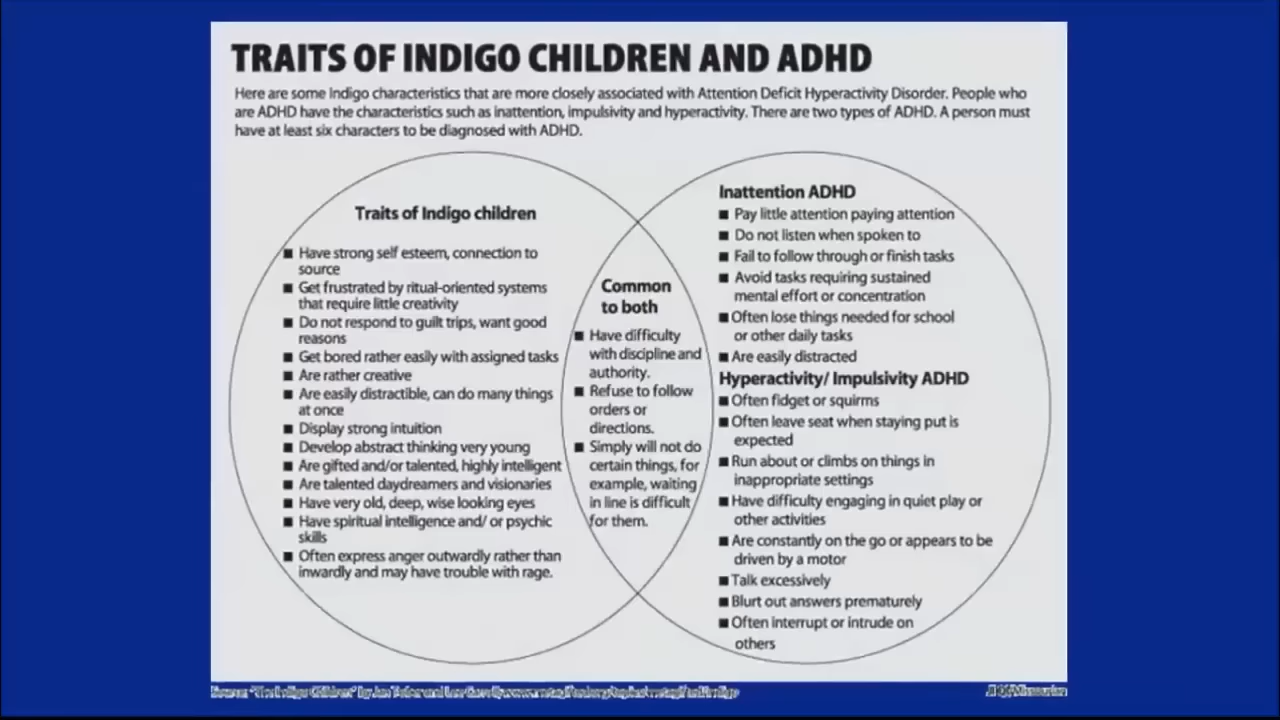 TRAITS OF INDIGO CHILDREN AND ADHD
Here are some Indigo characteristics that are more closely associated with Attention Deficit Hyperactivity Disorder. People who
are ADHD have the characteristics such as inattention, impulsivity and hyperactivity. There are two types of ADHD. A person must
have at least six characters to be diagnosed with ADHD.
Traits of Indigo children
■ Have strong self esteem, connection to
source
■ Get frustrated by ritual-oriented systems
that require little creativity
■ Do not respond to guilt trips, want good
reasons
■ Get bored rather easily with assigned tasks
■ Are rather creative
■ Are easily distractible, can do many things
at once
■ Display strong intuition
■ Develop abstract thinking very young
■ Are gifted and/or talented, highly intelligent
■ Are talented daydreamers and visionaries
■ Have very old, deep, wise looking eyes
■ Have spiritual intelligence and/ or psychic
skills
■ Often express anger outwardly rather than
inwardly and may have trouble with rage.
Common
to both
■ Have difficulty
with discipline and
authority.
■ Refuse to follow
orders or
directions.
■ Simply will not do
certain things, for
example, waiting
in line is difficult
for them.
Inattention ADHD
■ Pay little attention paying attention
■ Do not listen when spoken to
■ Fail to follow through or finish tasks
■ Avoid tasks requiring sustained
mental effort or concentration
■ Often lose things needed for school
or other daily tasks
■ Are easily distracted
Hyperactivity/ Impulsivity ADHD
■ Often fidget or squirms
■ Often leave seat when staying put is
expected
■ Run about or climbs on things in
inappropriate settings
■ Have difficulty engaging in quiet play or
other activities
■ Are constantly on the go or appears to be
driven by a motor
■ Talk excessively
■ Blurt out answers prematurely
■ Often interrupt or intrude on
others
Source: "The Indigo Children" by Jan